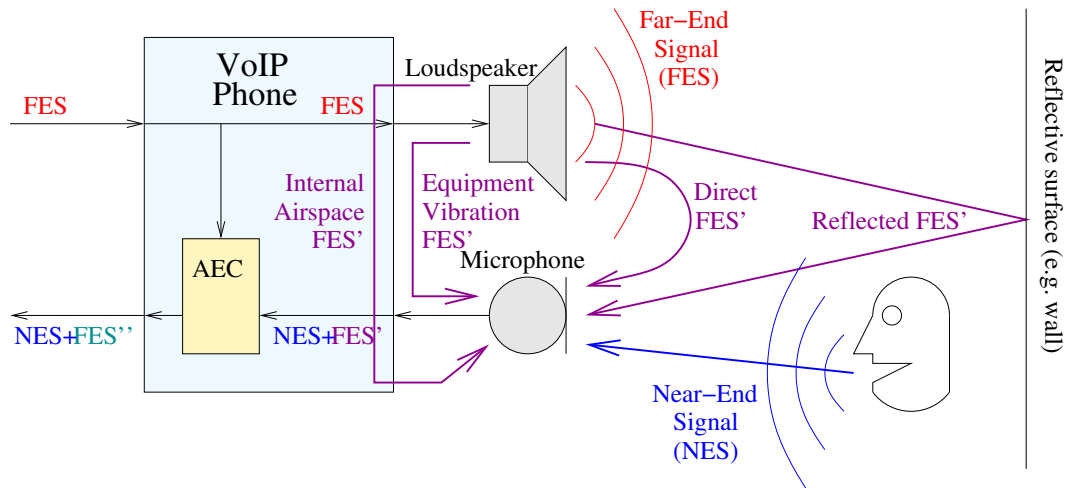 VoIP
Phone
FES
FES
Loudspeaker
Far−End
Signal
(FES)
Internal
Airspace
FES’
Equipment
Vibration
FES’
Direct
FES’
Reflected FES’
Reflective surface (e.g. wall)
AEC
Microphone
NES+FES’’
NES+FES’
Near−End
Signal
(NES)